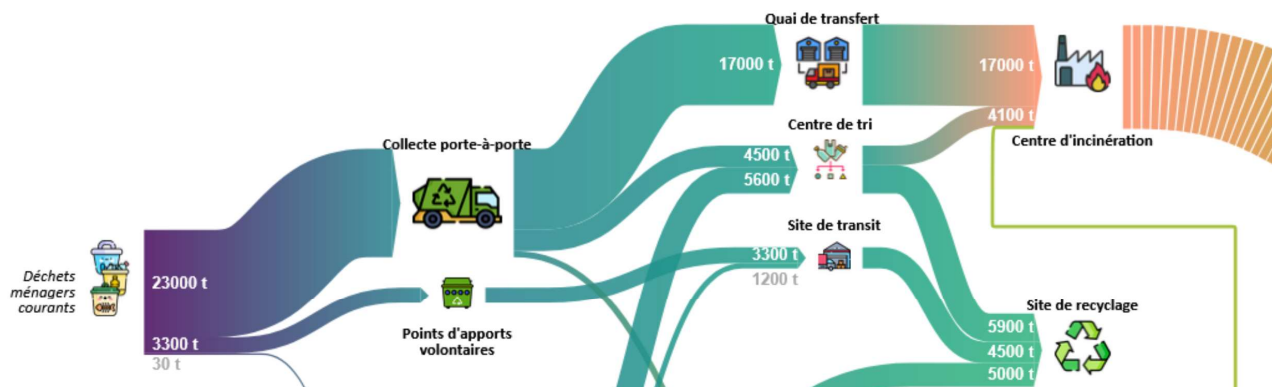 Quai de transfert
17000 t
17000 t
4100 t
Centre d'incinération
Centre de tri
Collecte porte-à-porte
4500 t
5600 t
Site de transit
3300 t
1200 t
Déchets
ménagers
courants
23000 t
3300 t
30 t
Points d'apports
volontaires
Site de recyclage
5900 t
4500 t
5000 t